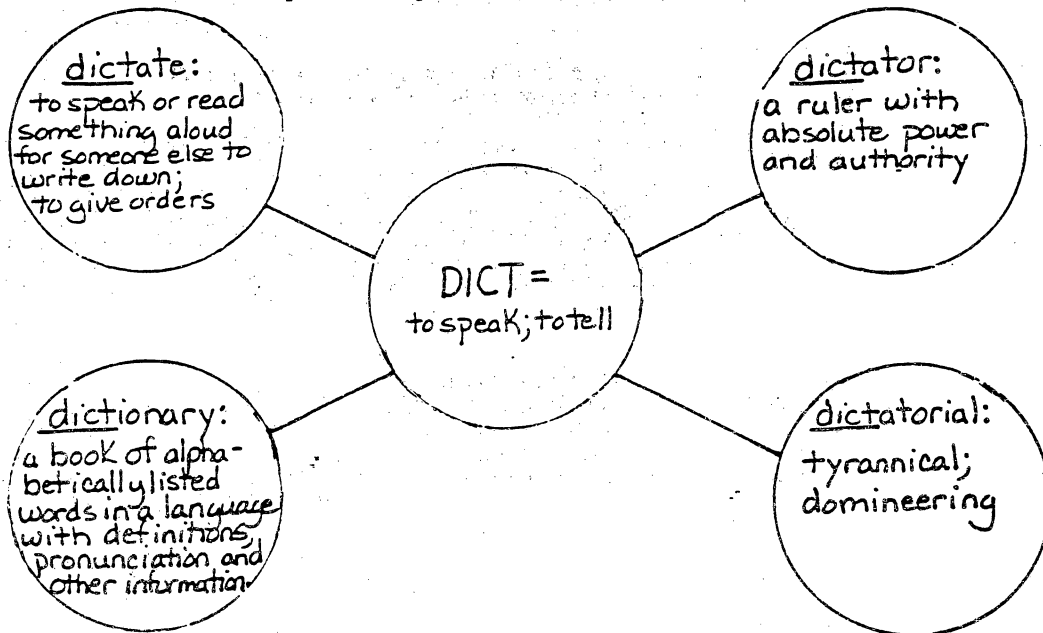 dictate:
to speak or read
something aloud
for someone else to
write down;
to give orders
dictator:
a ruler with
absolute power
and authority
DICT =
to speak; to tell
dictionary:
a book of alpha-
betically listed
words in a language
with definitions,
pronunciation and
other information.
dictatorial:
tyrannical;
domineering